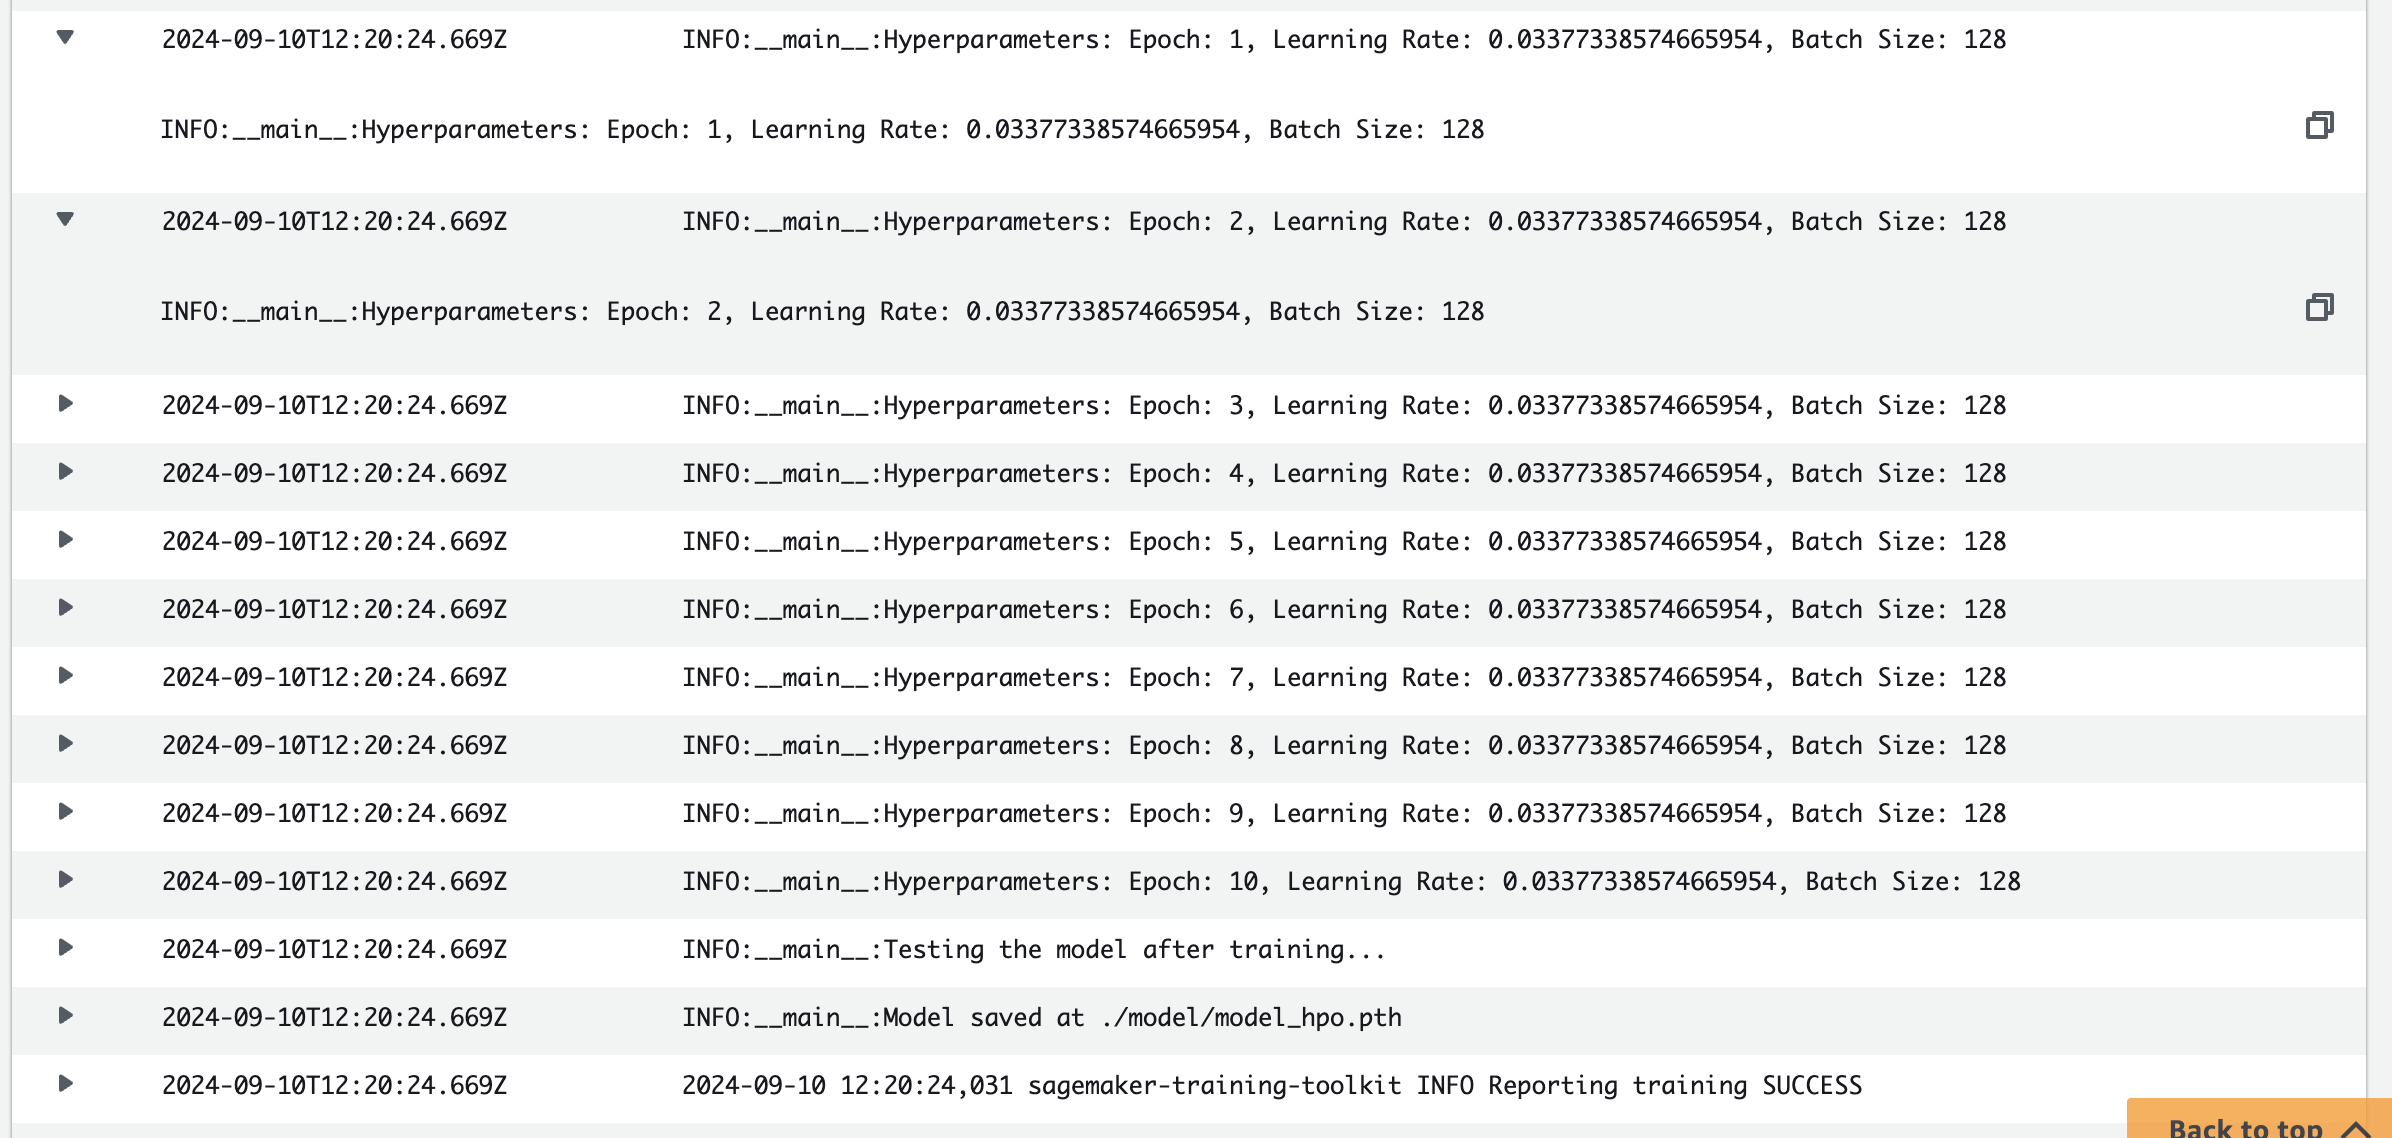 2024-09-10T12:20:24.669Z INFO:__main__:Hyperparameters: Epoch: 1, Learning Rate: 0.03377338574665954, Batch Size: 128
INFO:__main__:Hyperparameters: Epoch: 1, Learning Rate: 0.03377338574665954, Batch Size: 128
2024-09-10T12:20:24.669Z INFO:__main__:Hyperparameters: Epoch: 2, Learning Rate: 0.03377338574665954, Batch Size: 128
INFO:__main__:Hyperparameters: Epoch: 2, Learning Rate: 0.03377338574665954, Batch Size: 128
2024-09-10T12:20:24.669Z INFO:__main__:Hyperparameters: Epoch: 3, Learning Rate: 0.03377338574665954, Batch Size: 128
2024-09-10T12:20:24.669Z INFO:__main__:Hyperparameters: Epoch: 4, Learning Rate: 0.03377338574665954, Batch Size: 128
2024-09-10T12:20:24.669Z INFO:__main__:Hyperparameters: Epoch: 5, Learning Rate: 0.03377338574665954, Batch Size: 128
2024-09-10T12:20:24.669Z INFO:__main__:Hyperparameters: Epoch: 6, Learning Rate: 0.03377338574665954, Batch Size: 128
2024-09-10T12:20:24.669Z INFO:__main__:Hyperparameters: Epoch: 7, Learning Rate: 0.03377338574665954, Batch Size: 128
2024-09-10T12:20:24.669Z INFO:__main__:Hyperparameters: Epoch: 8, Learning Rate: 0.03377338574665954, Batch Size: 128
2024-09-10T12:20:24.669Z INFO:__main__:Hyperparameters: Epoch: 9, Learning Rate: 0.03377338574665954, Batch Size: 128
2024-09-10T12:20:24.669Z INFO:__main__:Hyperparameters: Epoch: 10, Learning Rate: 0.03377338574665954, Batch Size: 128
2024-09-10T12:20:24.669Z INFO:__main__:Testing the model after training...
2024-09-10T12:20:24.669Z INFO:__main__:Model saved at ./model/model_hpo.pth
2024-09-10T12:20:24.669Z 2024-09-10 12:20:24,031 sagemaker-training-toolkit INFO Reporting training SUCCESS
Back to top